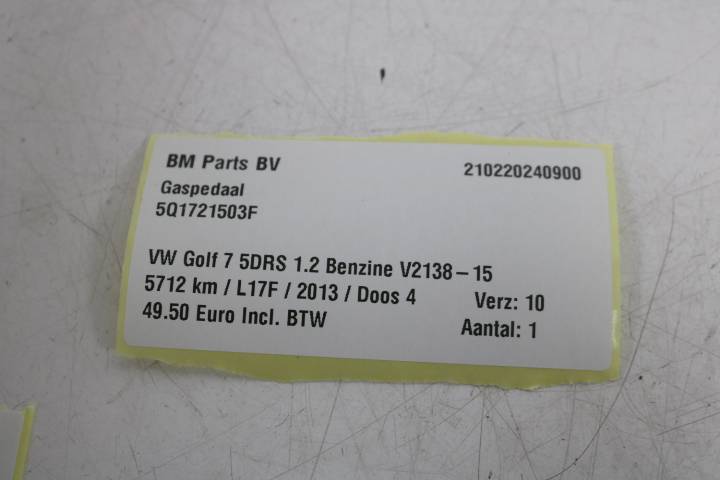 BM Parts BV 210220240900
Gaspedaal
5Q1721503F
VW Golf 7 5DRS 1.2 Benzine V2138-15
5712 km / L17F / 2013 / Doos 4 Verz: 10
49.50 Euro Incl. BTW Aantal: 1